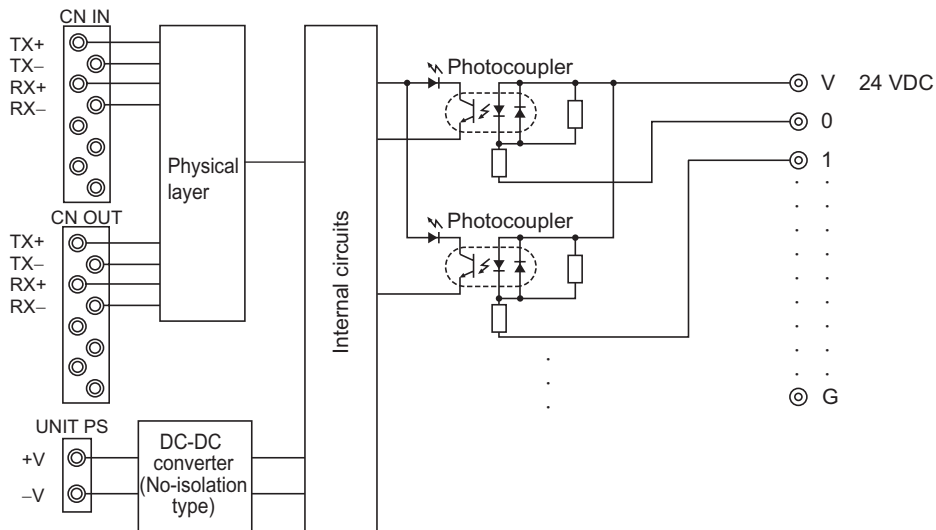 CN IN
TX+
TX−
RX+
RX−
Physical
layer
CN OUT
TX+
TX−
RX+
RX−
UNIT PS
+V
−V
DC-DC
converter
(No-isolation
type)
Internal circuits
Photocoupler
Photocoupler
V 24 VDC
0
1
G